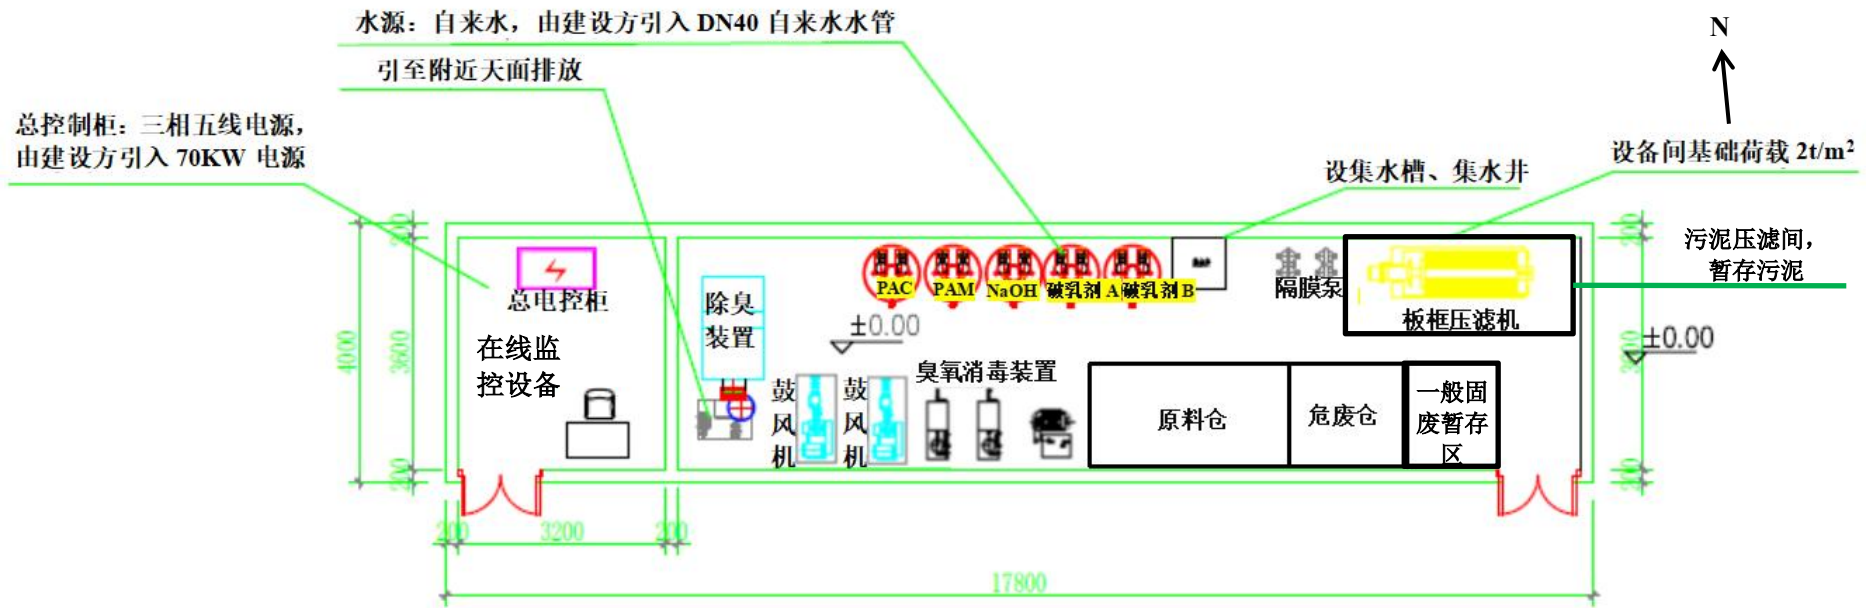 水源：自来水，由建设方引入 DN40 自来水水管
N
引至附近天面排放
总控制柜：三相五线电源，
由建设方引入 70KW 电源
设备间基础荷载 2t/m²
设集水槽、集水井
污泥压滤间，
暂存污泥
200
200
总电控柜
除臭
装置
PAC
PAM
NaOH
破乳剂 A
破乳剂 B
隔膜泵
板框压滤机
±0.00
±0.00
4000
3600
在线监
控设备
鼓
风
机
鼓
风
机
臭氧消毒装置
原料仓
危废仓
一般固
废暂存
区
200
200
200
3200
200
17800